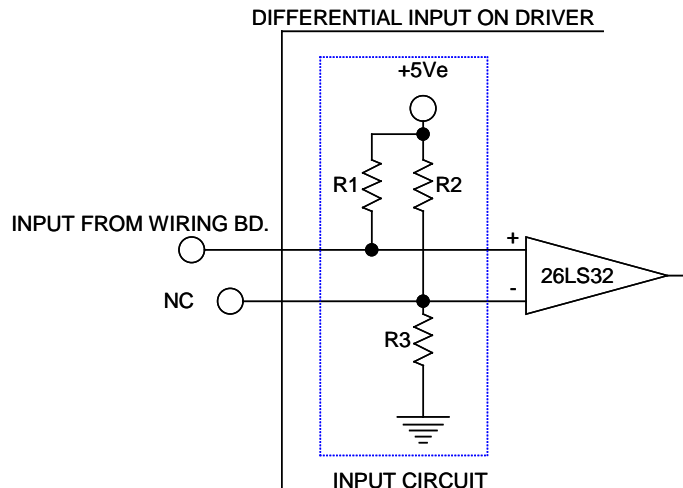 DIFFERENTIAL INPUT ON DRIVER
+5Ve
R1
R2
INPUT FROM WIRING BD.
+
26LS32
NC
-
R3
INPUT CIRCUIT